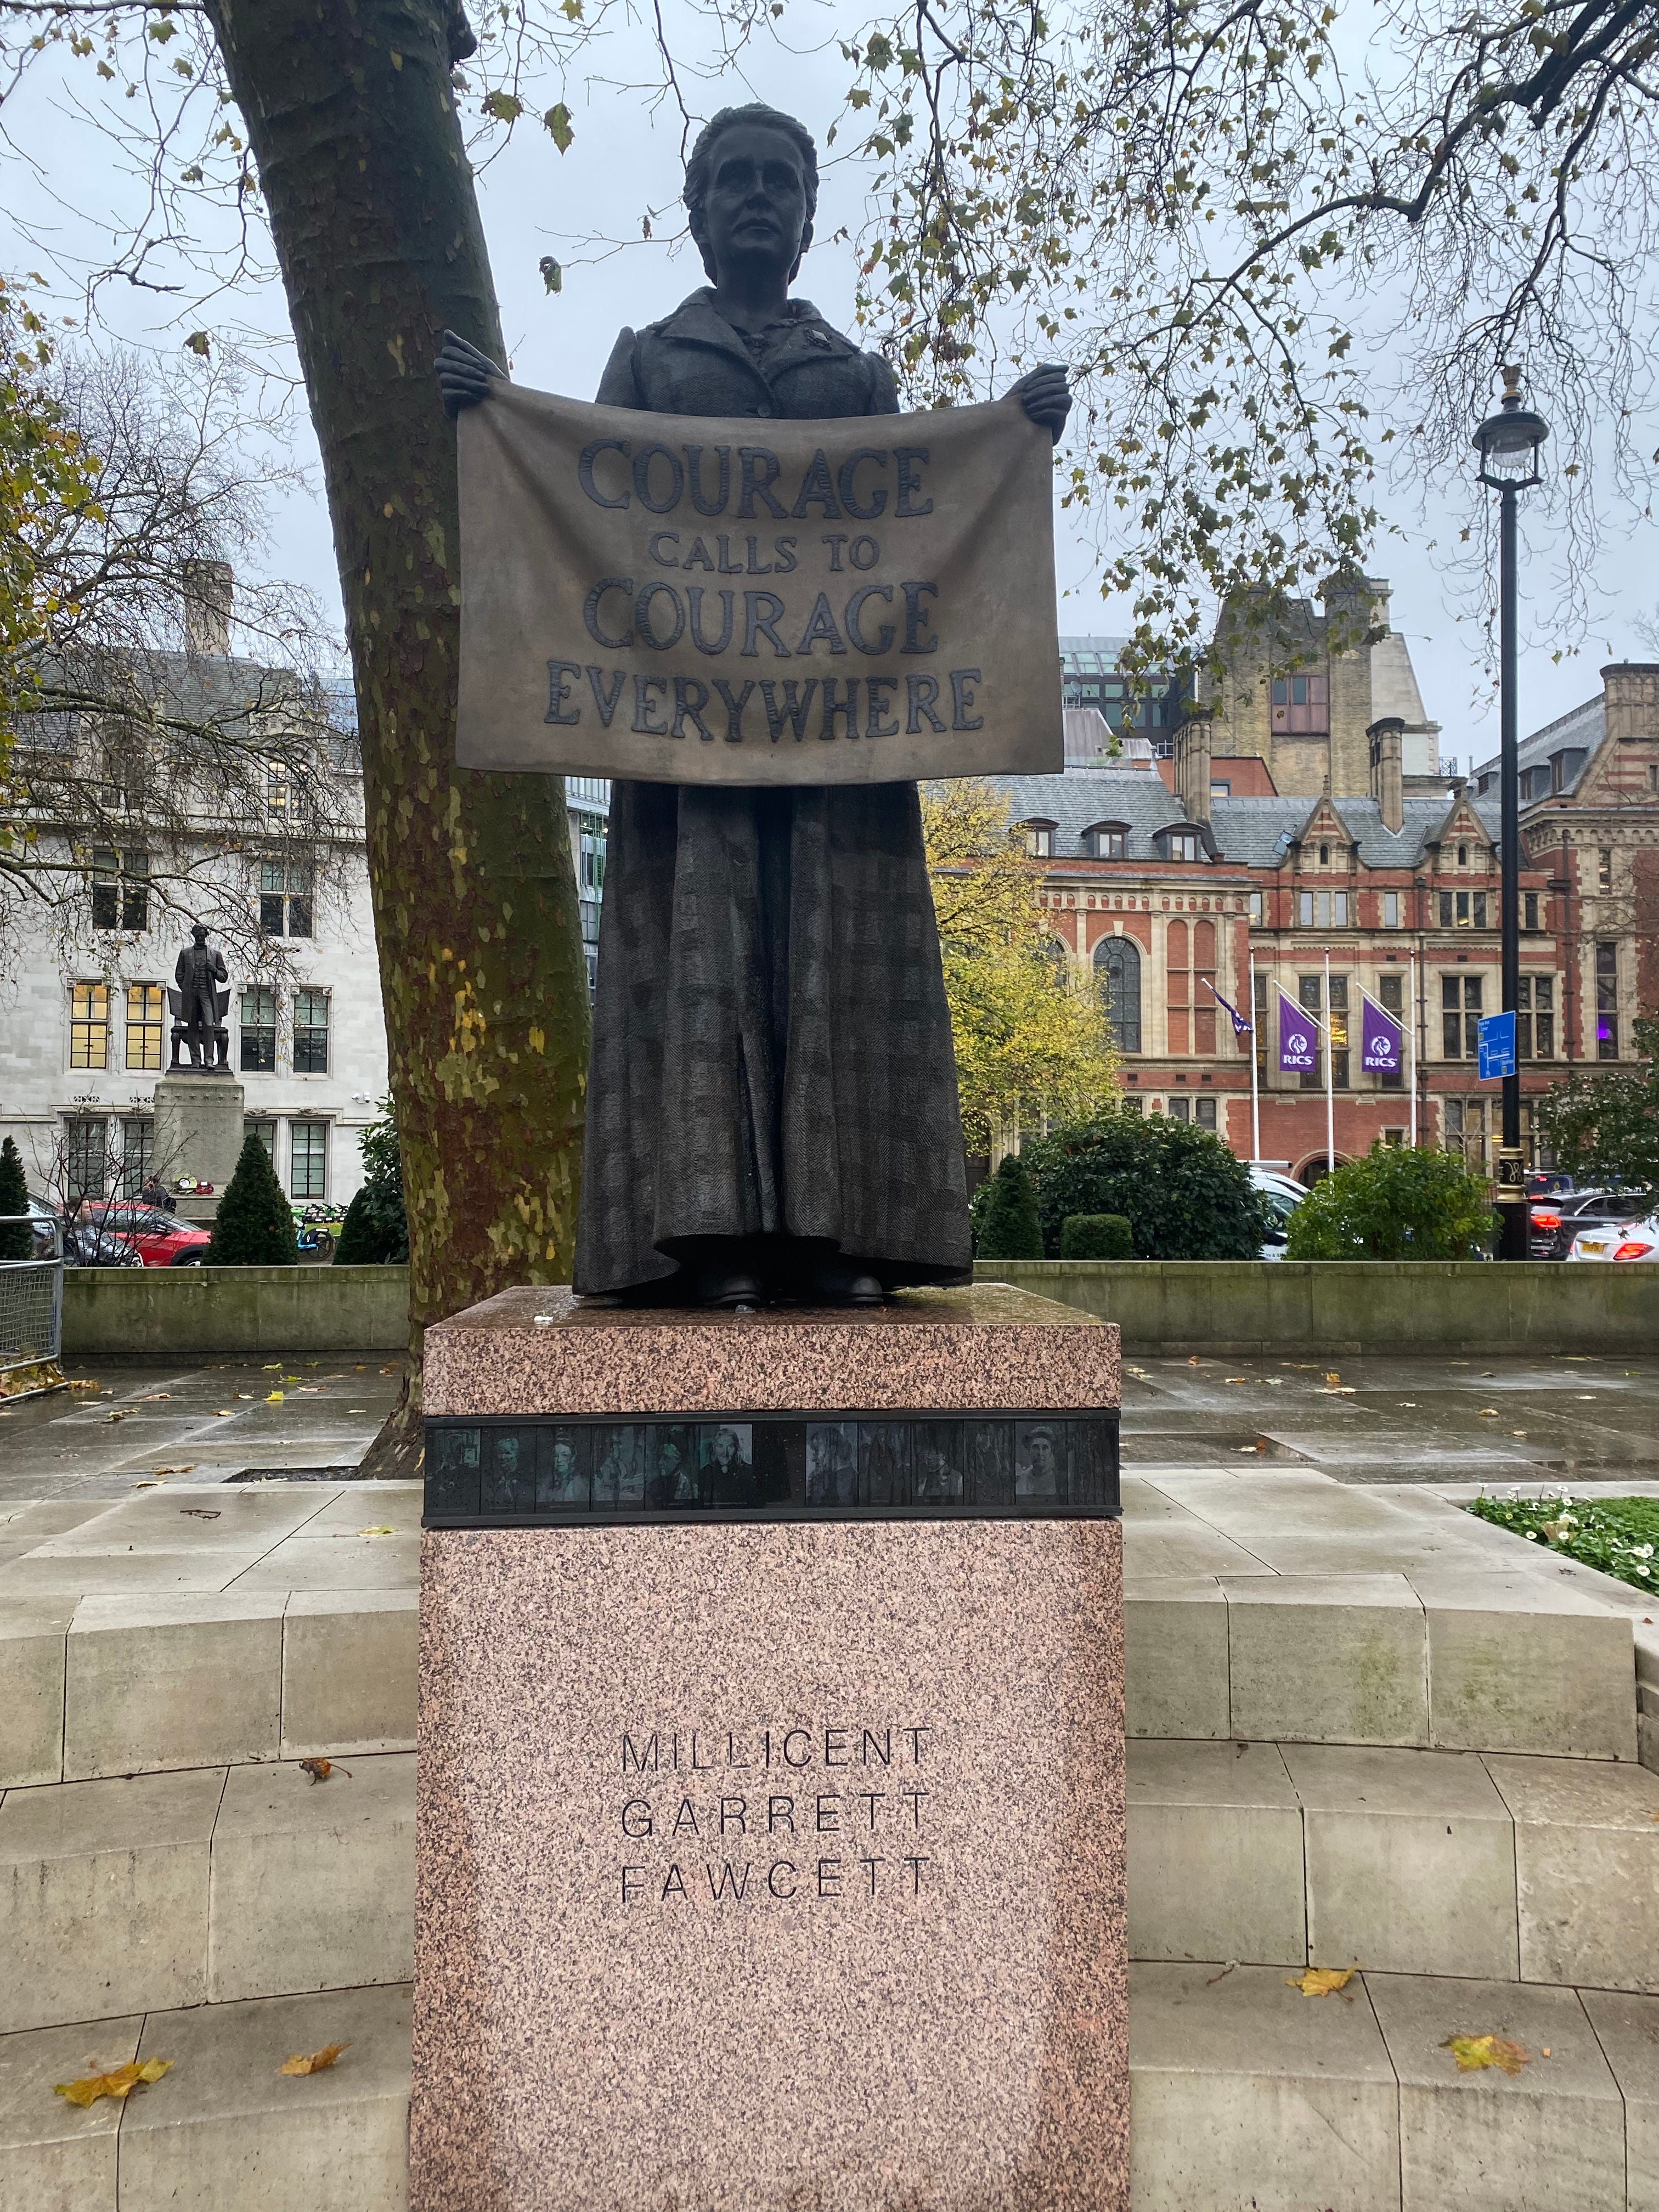 COURAGE
CALLS TO
COURAGE
EVERYWHERE
RICS
RICS
MILLICENT
GARRETT
FAWCETT